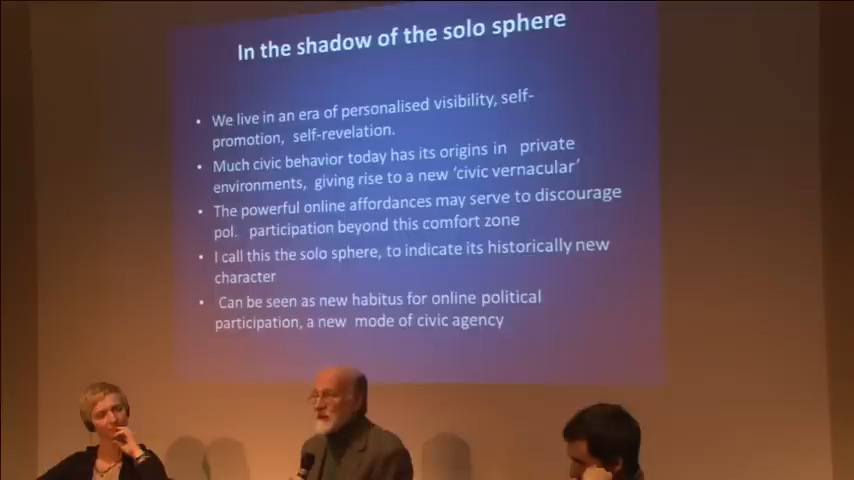 In the shadow of the solo sphere
• We live in an era of personalised visibility, self-
promotion, self-revelation.
• Much civic behavior today has its origins in private
environments, giving rise to a new ‘civic vernacular’
• The powerful online affordances may serve to discourage
pol. participation beyond this comfort zone
• I call this the solo sphere, to indicate its historically new
character
• Can be seen as new habitus for online political
participation, a new mode of civic agency